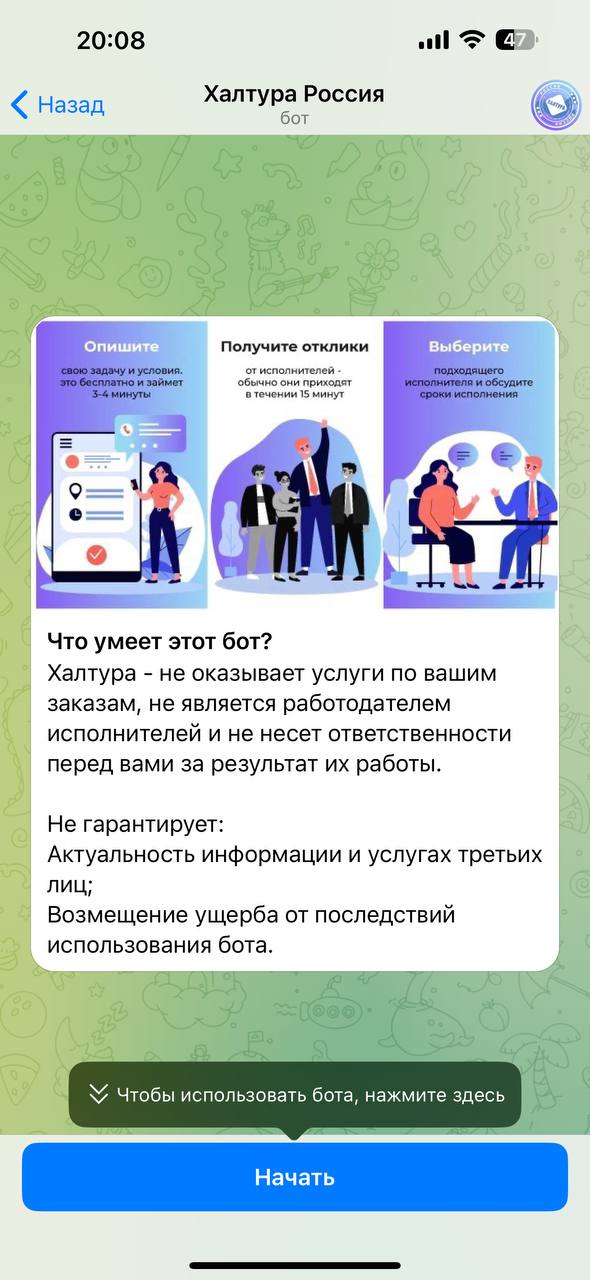 20:08
47
Назад
Халтура Россия
бот
Опишите
свою задачу и условия.
это бесплатно и займет
3-4 минуты
Получите отклики
от исполнителей -
обычно они приходят
в течении 15 минут
Выберите
подходящего
исполнителя и обсудите
сроки исполнения
Что умеет этот бот?
Халтура - не оказывает услуги по вашим
заказам, не является работодателем
исполнителей и не несет ответственности
перед вами за результат их работы.
Не гарантирует:
Актуальность информации и услугах третьих
лиц;
Возмещение ущерба от последствий
использования бота.
Чтобы использовать бота, нажмите здесь
Начать